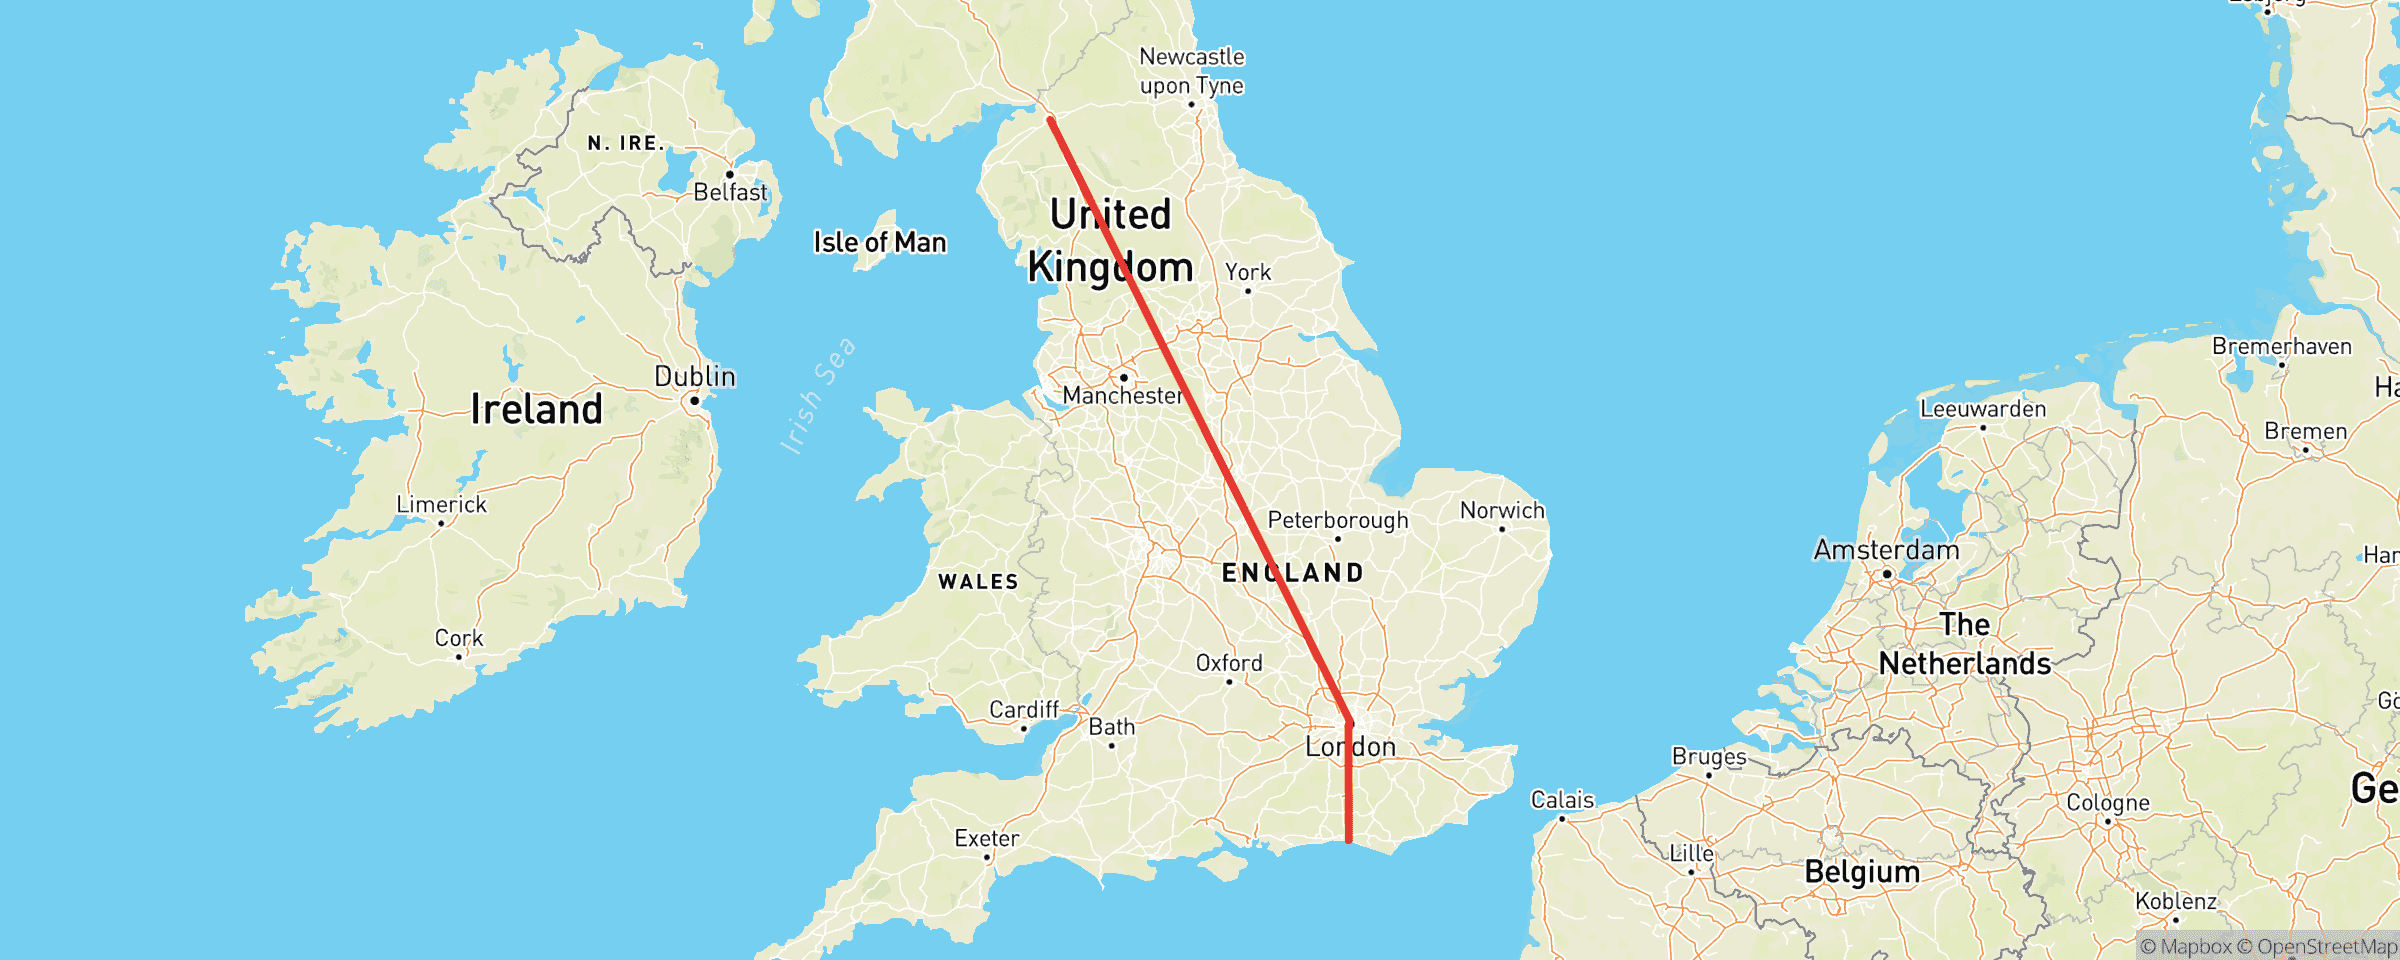 Newcastle
upon Tyne
N. IRE.
Belfast
United
Kingdom
Isle of Man
York
Irish Sea
Bremerhaven
Dublin
Manchester
Ireland
Leeuwarden
Bremen
Limerick
Peterborough
Norwich
Amsterdam
WALES
ENGLAND
The
Netherlands
Cork
Oxford
Cardiff
Bath
London
Bruges
Calais
Cologne
Exeter
Lille
Belgium
Koblenz
Ha
Har
Gö
Ge
© Mapbox © OpenStreetMap